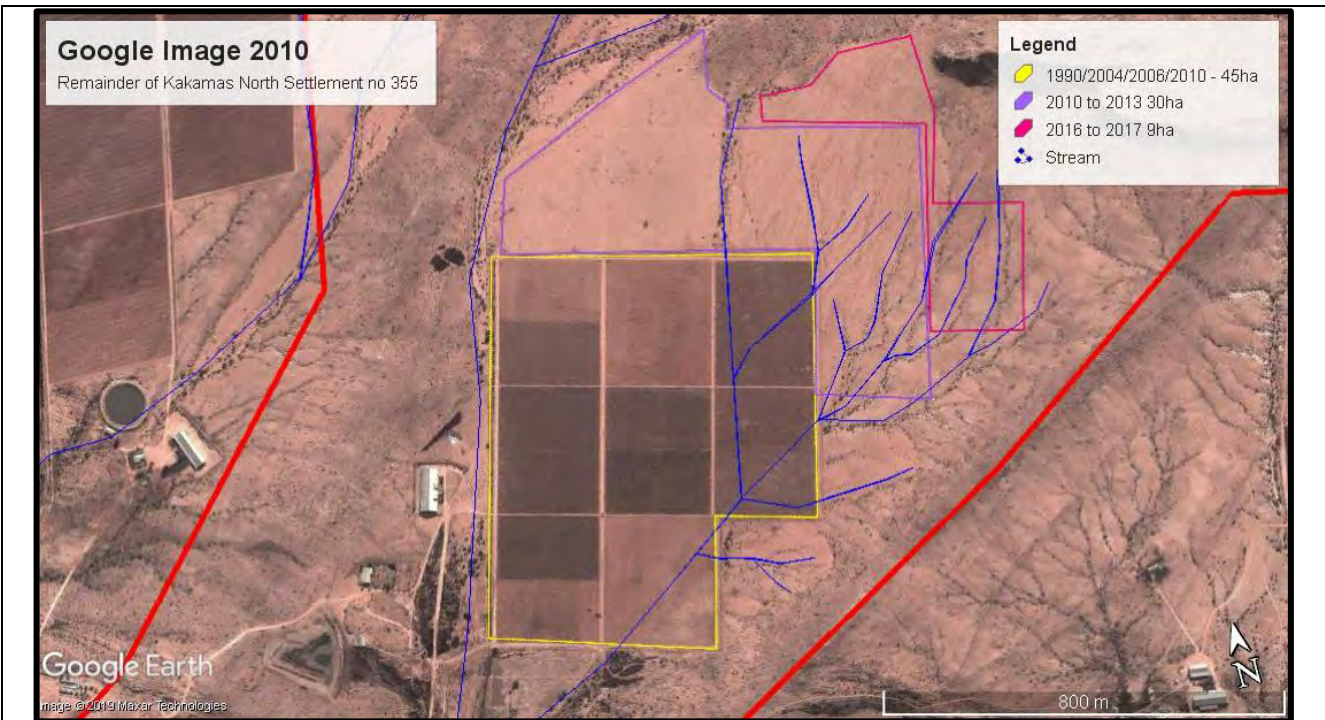 Google Image 2010
Remainder of Kakamas North Settlement no 355
Legend
1990/2004/2006/2010 - 45ha
2010 to 2013 30ha
2016 to 2017 9ha
Stream
Google Earth
mage © 2019 Maxar Technologies
800 m
N